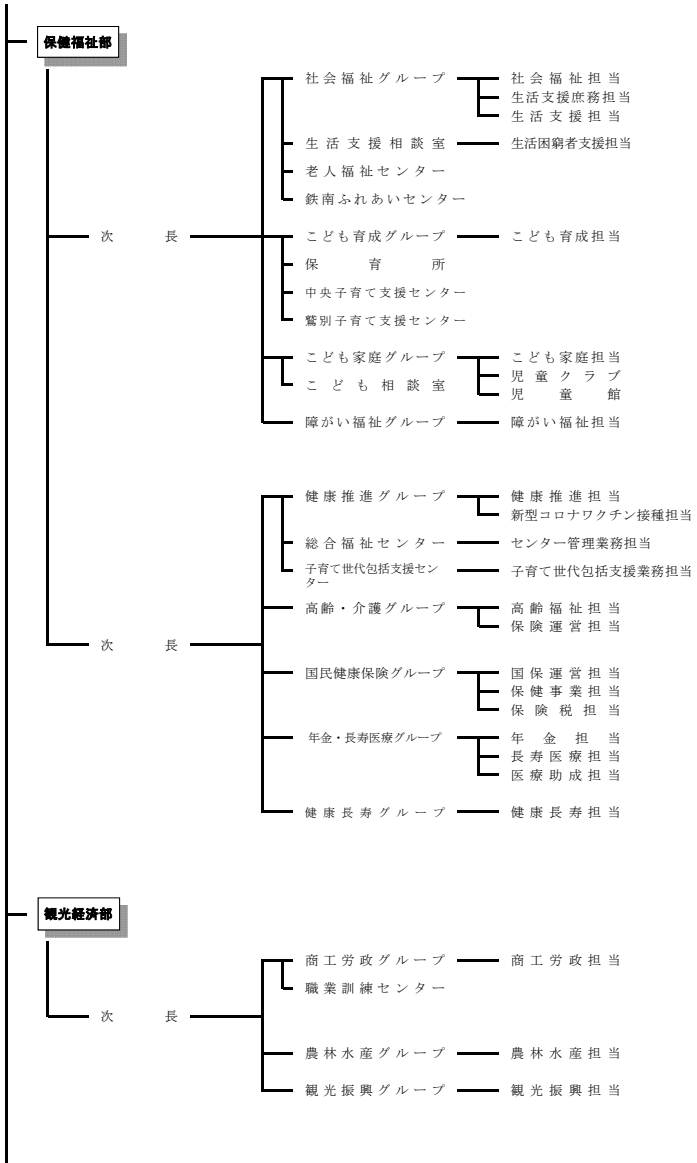 保健福祉部
社会福祉グループ 社会福祉担当
生活支援庶務担当
生活支援担当
生活支援相談室 生活困窮者支援担当
老人福祉センター
鉄南ふれあいセンター
次長 こども育成グループ こども育成担当
保育所
中央子育て支援センター
鷲別子育て支援センター
こども家庭グループ こども家庭担当
児童クラブ
こども相談室
児童館
障がい福祉グループ 障がい福祉担当
健康推進グループ 健康推進担当
新型コロナワクチン接種担当
総合福祉センター センター管理業務担当
子育て世代包括支援セン
ター
子育て世代包括支援業務担当
高齢・介護グループ 高齢福祉担当
保険運営担当
次長
国民健康保険グループ 国保運営担当
保健事業担当
保険税担当
年金・長寿医療グループ 年金担当
長寿医療担当
医療助成担当
健康長寿グループ 健康長寿担当
観光経済部
商工労政グループ 商工労政担当
職業訓練センター
次長
農林水産グループ 農林水産担当
観光振興グループ 観光振興担当